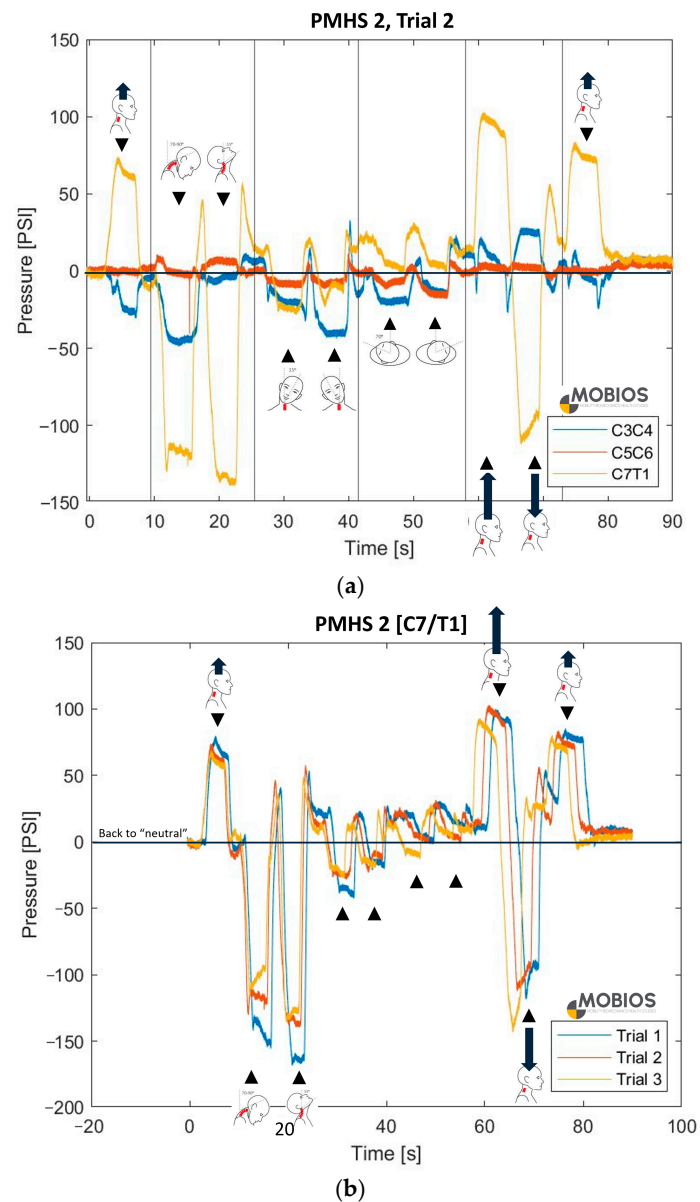 PMHS 2, Trial 2
150
100
50
0
−50
−100
−150
0 10 20 30 40 50 80 90
Pressure [PSI]
Time [s]
70-90°
15°
15°
70°
MOBIOS
C3C4
C5C6
C7T1
(a)
PMHS 2 [C7/T1]
150
100
50
0
−50
−100
−150
−200
−20 0 20 40 60 80 100
Pressure [PSI]
Time [s]
Back to “neutral”
70-90°
MOBIOS
Trial 1
Trial 2
Trial 3
(b)